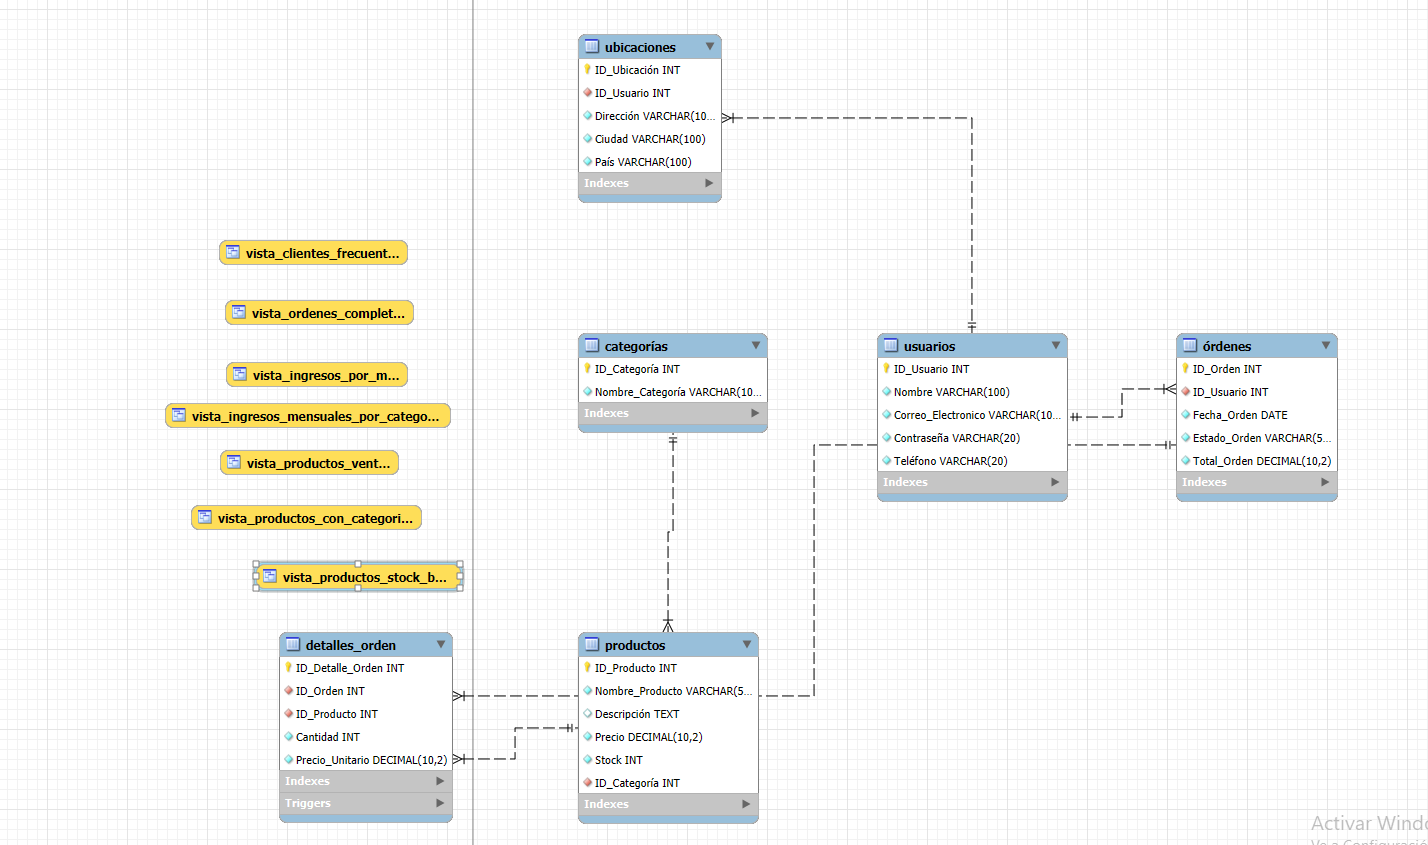 ubicaciones
ID_Ubicación INT
ID_Usuario INT
Dirección VARCHAR(10...
Ciudad VARCHAR(100)
País VARCHAR(100)
Indexes
vista_clientes_frecuent...
vista_ordenes_complet...
vista_ingresos_por_m...
vista_ingresos_mensuales_por_catego...
vista_productos_vent...
vista_productos_con_categori...
vista_productos_stock_b...
categorías
ID_Categoría INT
Nombre_Categoría VARCHAR(10...
Indexes
usuarios
ID_Usuario INT
Nombre VARCHAR(100)
Correo_Electronico VARCHAR(10...
Contraseña VARCHAR(20)
Teléfono VARCHAR(20)
Indexes
órdenes
ID_Orden INT
ID_Usuario INT
Fecha_Orden DATE
Estado_Orden VARCHAR(5...
Total_Orden DECIMAL(10,2)
Indexes
detalles_orden
ID_Detalle_Orden INT
ID_Orden INT
ID_Producto INT
Cantidad INT
Precio_Unitario DECIMAL(10,2)
Indexes
Triggers
productos
ID_Producto INT
Nombre_Producto VARCHAR(5...
Descripción TEXT
Precio DECIMAL(10,2)
Stock INT
ID_Categoría INT
Indexes
Activar Windo